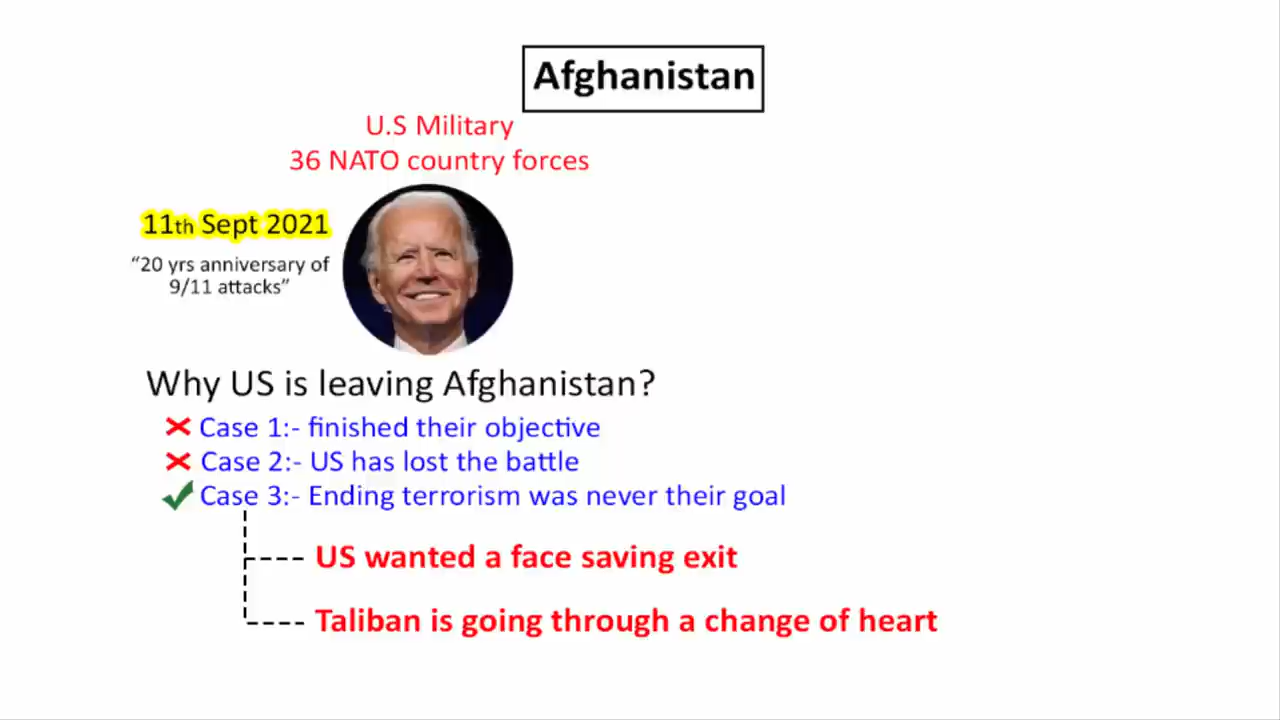 Afghanistan
U.S Military
36 NATO country forces
11th Sept 2021
“20 yrs anniversary of
9/11 attacks”
Why US is leaving Afghanistan?
Case 1:- finished their objective
Case 2:- US has lost the battle
Case 3:- Ending terrorism was never their goal
US wanted a face saving exit
Taliban is going through a change of heart